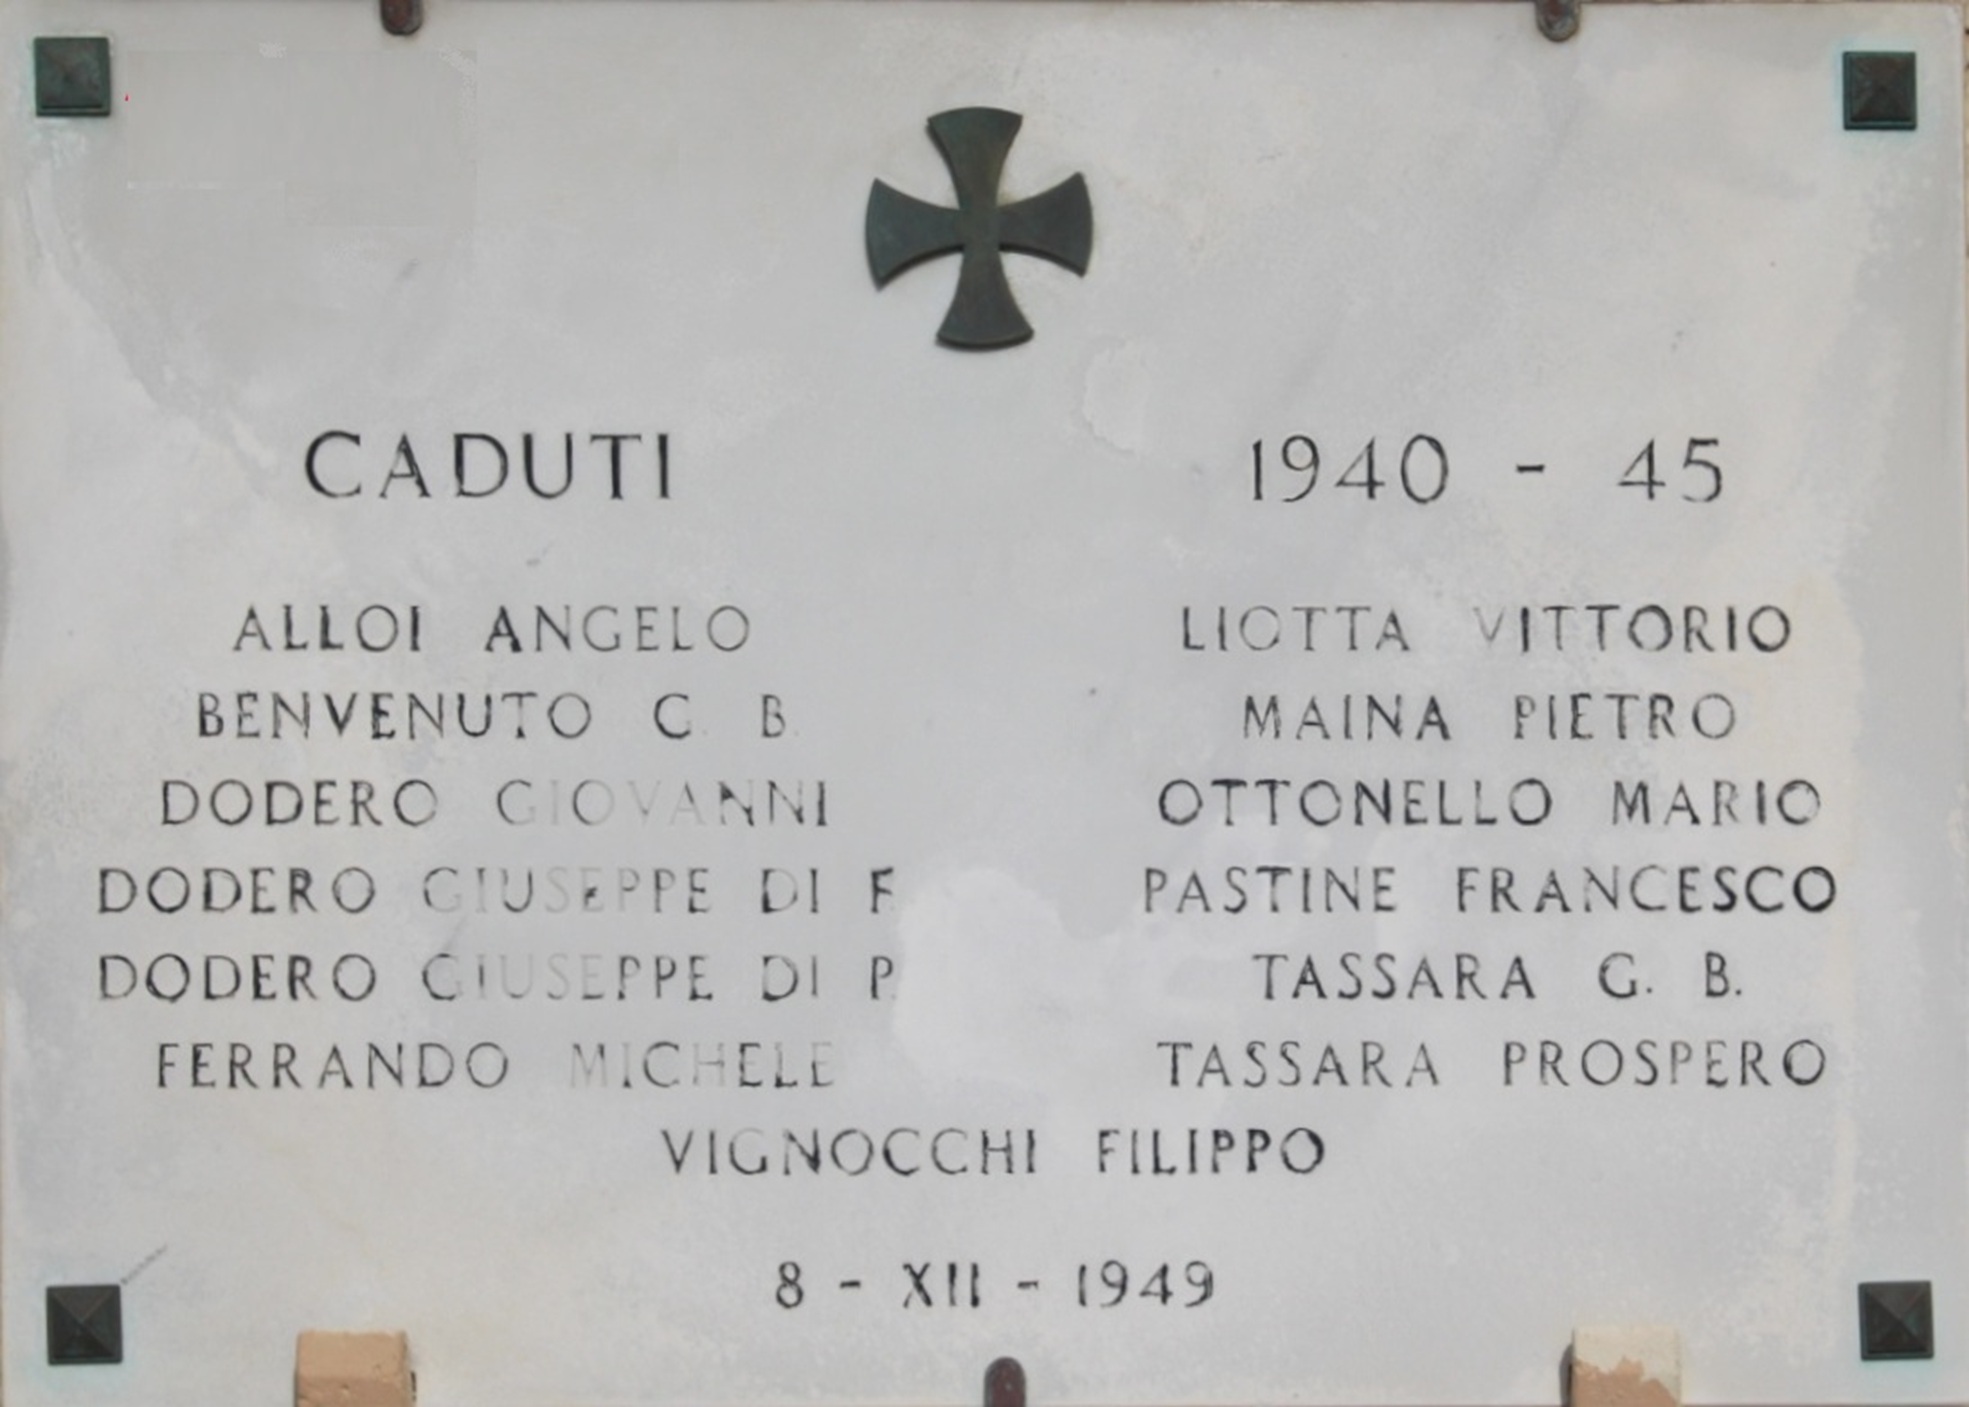 CADUTI 1940 - 45
ALLOI ANGELO
BENVENUTO G. B.
DODERO GIOVANNI
DODERO GIUSEPPE DI F.
DODERO GIUSEPPE DI P.
FERRANDO MICHELE
LIOTTA VITTORIO
MAINA PIETRO
OTTONELLO MARIO
PASTINE FRANCESCO
TASSARA G. B.
TASSARA PROSPERO
VIGNOCCHI FILIPPO
8 - XII - 1949